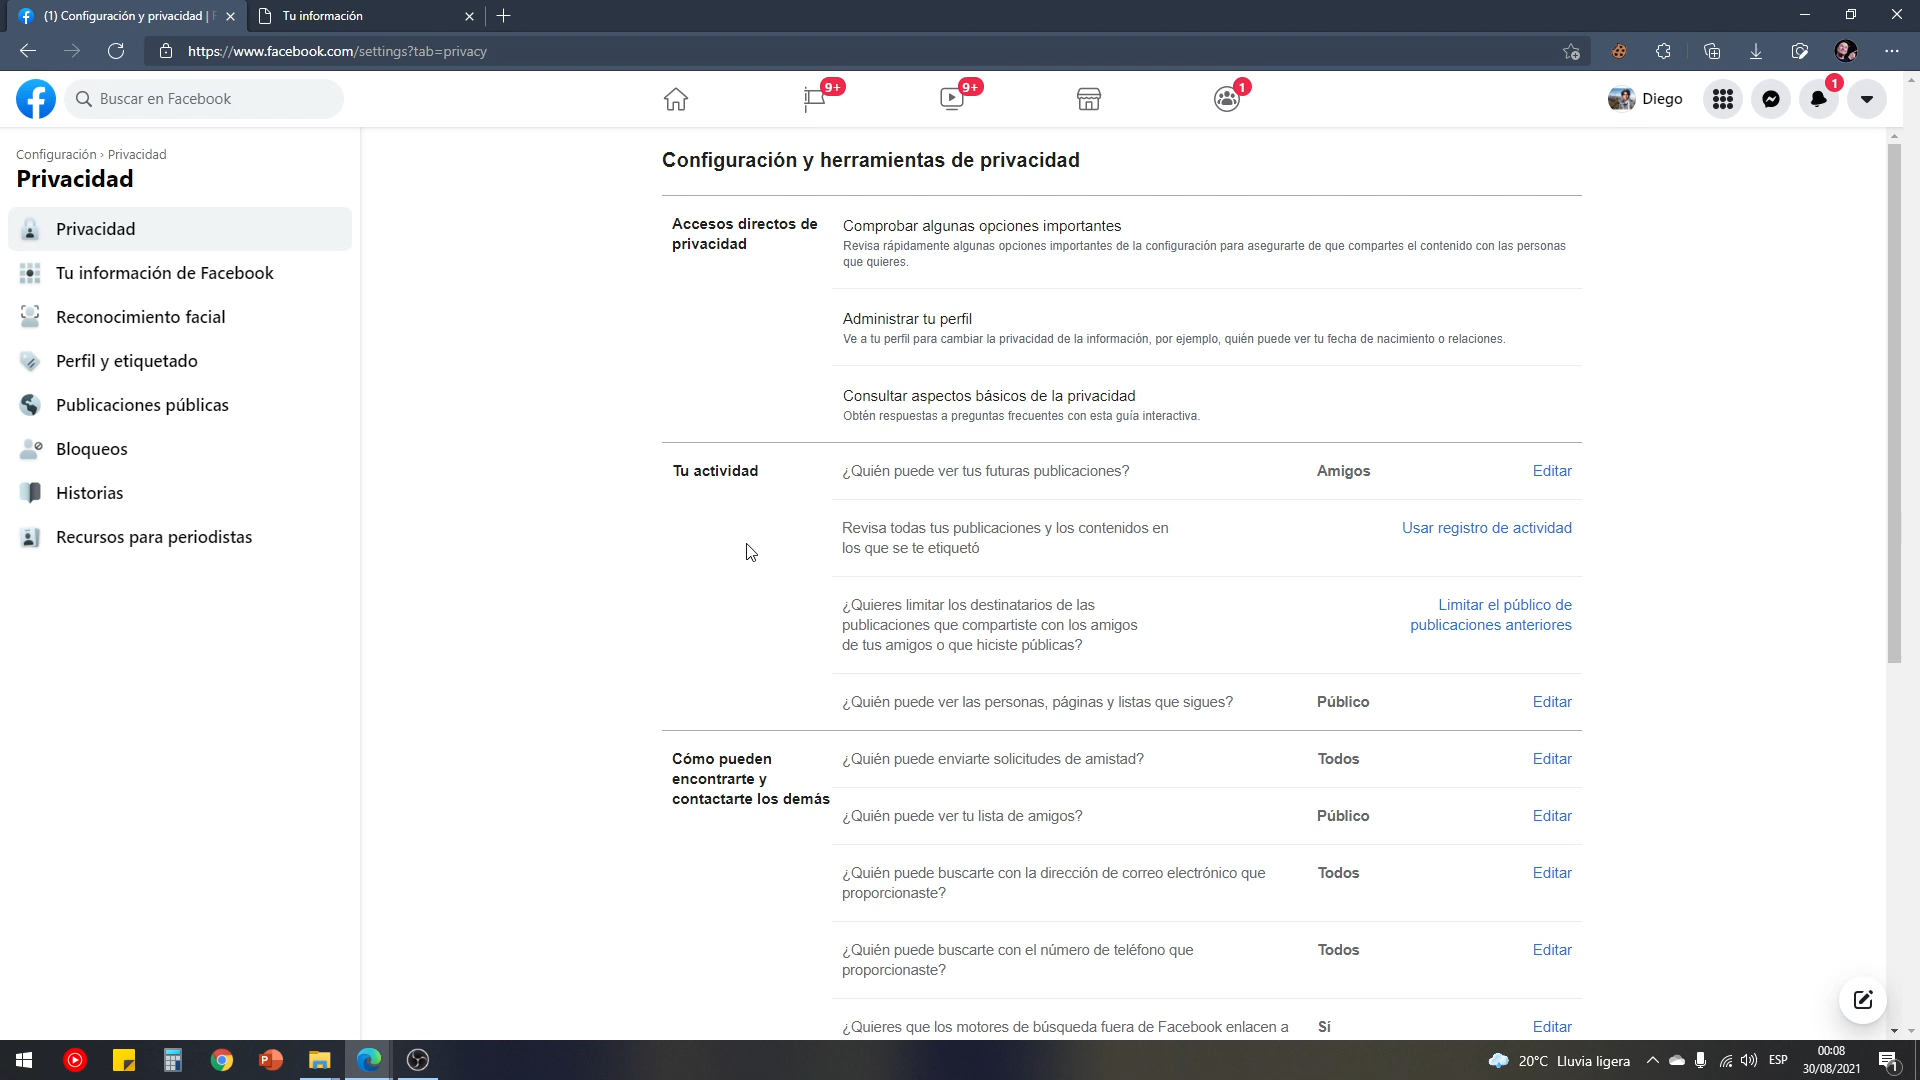 (1) Configuración y privacidad | F
Tu información
https://www.facebook.com/settings?tab=privacy
Buscar en Facebook
9+
9+
1
Diego
1
Configuración › Privacidad
Privacidad
Privacidad
Tu información de Facebook
Reconocimiento facial
Perfil y etiquetado
Publicaciones públicas
Bloqueos
Historias
Recursos para periodistas
Configuración y herramientas de privacidad
Accesos directos de
privacidad
Comprobar algunas opciones importantes
Revisa rápidamente algunas opciones importantes de la configuración para asegurarte de que compartes el contenido con las personas
que quieres.
Administrar tu perfil
Ve a tu perfil para cambiar la privacidad de la información, por ejemplo, quién puede ver tu fecha de nacimiento o relaciones.
Consultar aspectos básicos de la privacidad
Obtén respuestas a preguntas frecuentes con esta guía interactiva.
Tu actividad
¿Quién puede ver tus futuras publicaciones?
Amigos
Editar
Revisa todas tus publicaciones y los contenidos en
los que se te etiquetó
Usar registro de actividad
¿Quieres limitar los destinatarios de las
publicaciones que compartiste con los amigos
de tus amigos o que hiciste públicas?
Limitar el público de
publicaciones anteriores
¿Quién puede ver las personas, páginas y listas que sigues?
Público
Editar
Cómo pueden
encontrarte y
contactarte los demás
¿Quién puede enviarte solicitudes de amistad?
Todos
Editar
¿Quién puede ver tu lista de amigos?
Público
Editar
¿Quién puede buscarte con la dirección de correo electrónico que
proporcionaste?
Todos
Editar
¿Quién puede buscarte con el número de teléfono que
proporcionaste?
Todos
Editar
¿Quieres que los motores de búsqueda fuera de Facebook enlacen a
Sí
Editar
20°C Lluvia ligera
ESP
00:08
30/08/2021
1